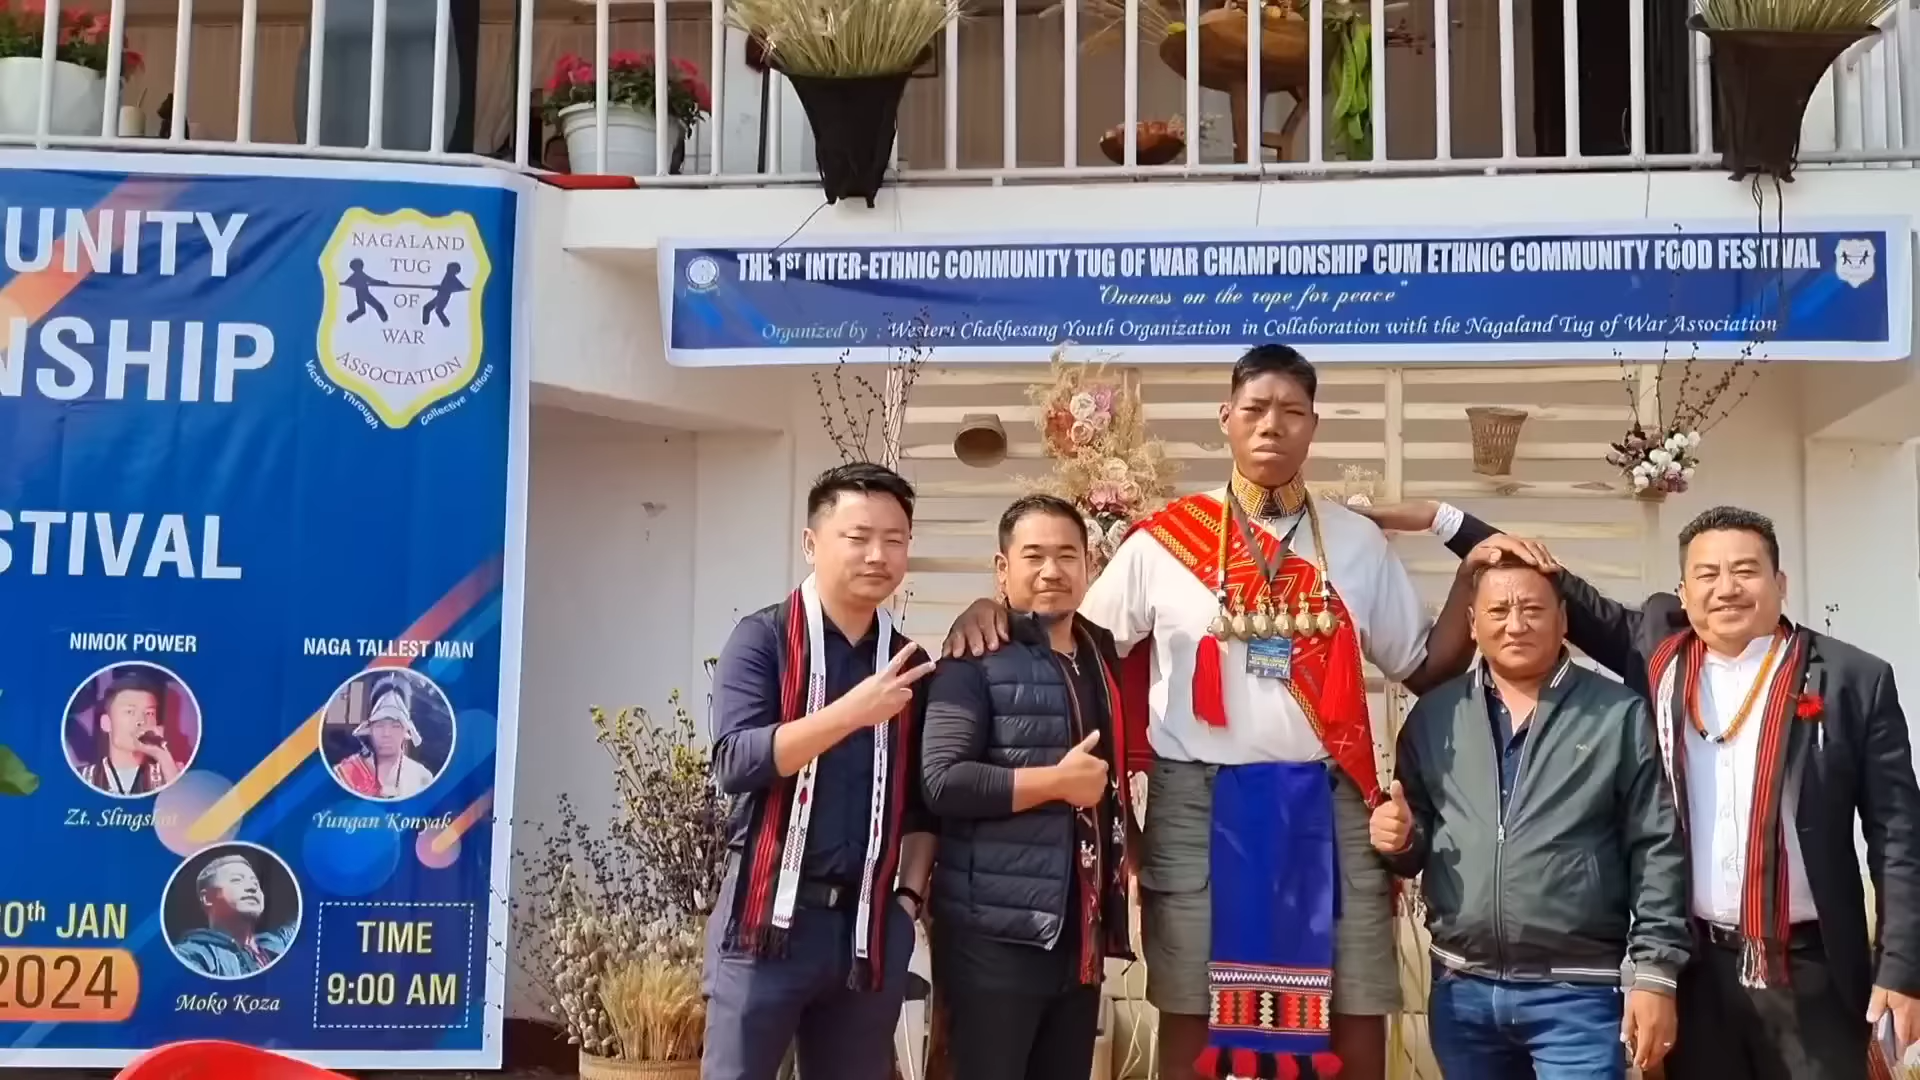 UNITY
NSHIP
STIVAL
NAGALAND
TUG
OF
WAR
ASSOCIATION
Victory Through Collective Efforts
NIMOK POWER
Zt. Slingshot
NAGA TALLEST MAN
Yungan Konyak
Moko Koza
0th JAN
2024
TIME
9:00 AM
THE 1ST INTER-ETHNIC COMMUNITY TUG OF WAR CHAMPIONSHIP CUM ETHNIC COMMUNITY FOOD FESTIVAL
"Oneness on the rope for peace"
Organized by : Western Chakhesang Youth Organization in Collaboration with the Nagaland Tug of War Association